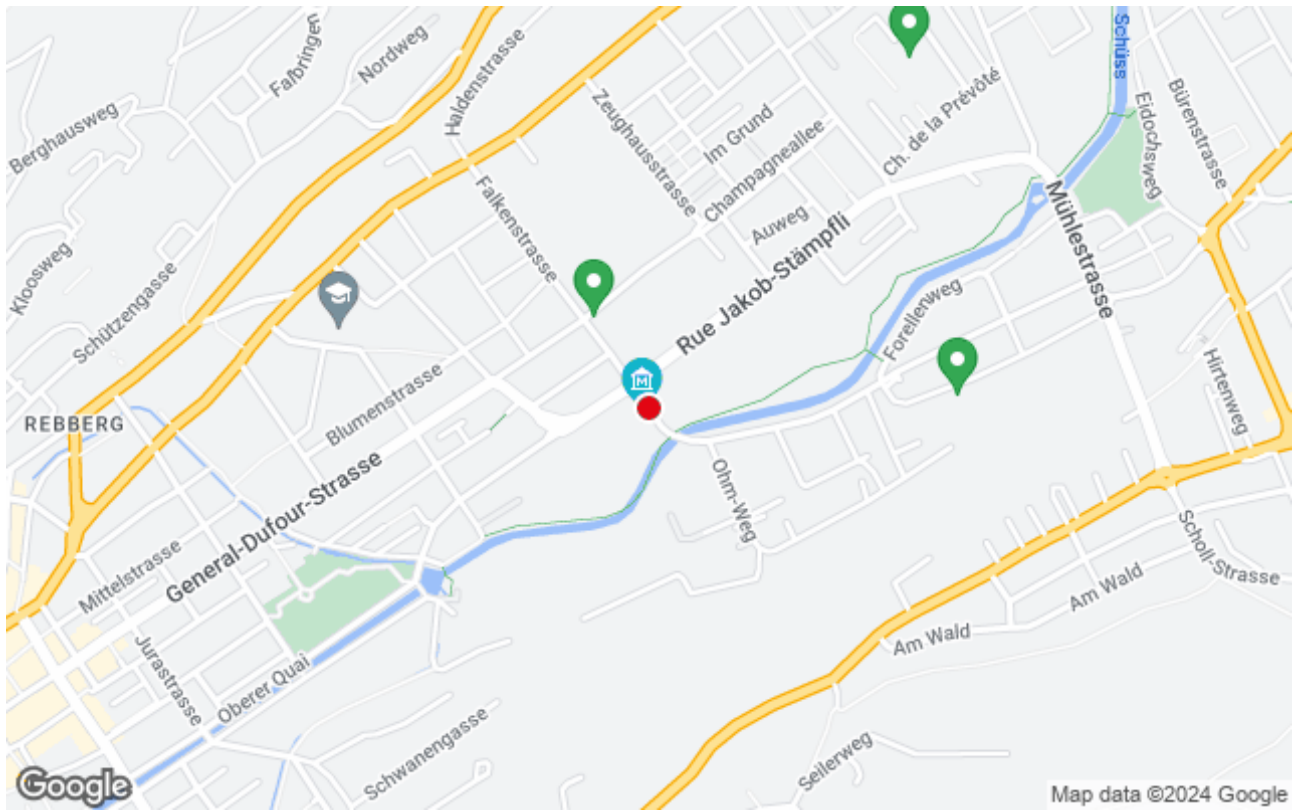 Falbringen
Nordweg
Haldenstrasse
Berghausweg
Kloosweg
Schützengasse
REBBERG
Zeughausstrasse
Im Grund
Champagneallee
Auweg
Ch. de la Prévôté
Schüss
Eidochsweg
Bürenstrasse
Mühlestrasse
Falkenstrasse
Rue Jakob-Stämpfli
Forellenweg
Hirtenweg
Blumenstrasse
General-Dufour-Strasse
Ohm-Weg
Mittelstrasse
Jurastrasse
Oberer Quai
Schwanengasse
Scholl-Strasse
Am Wald
Am Wald
Seilerweg
M
Google
Map data ©2024 Google